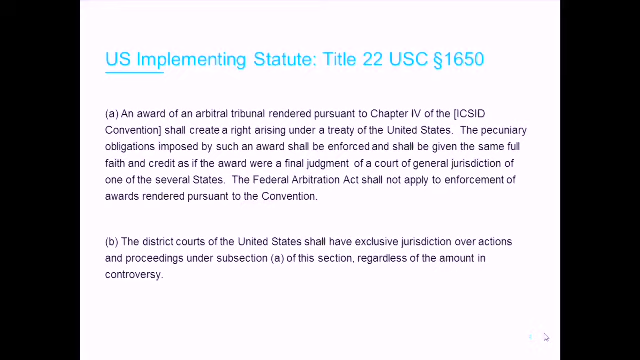 US Implementing Statute: Title 22 USC §1650
(a) An award of an arbitral tribunal rendered pursuant to Chapter IV of the [ICSID
Convention] shall create a right arising under a treaty of the United States. The pecuniary
obligations imposed by such an award shall be enforced and shall be given the same full
faith and credit as if the award were a final judgment of a court of general jurisdiction of
one of the several States. The Federal Arbitration Act shall not apply to enforcement of
awards rendered pursuant to the Convention.
(b) The district courts of the United States shall have exclusive jurisdiction over actions
and proceedings under subsection (a) of this section, regardless of the amount in
controversy.